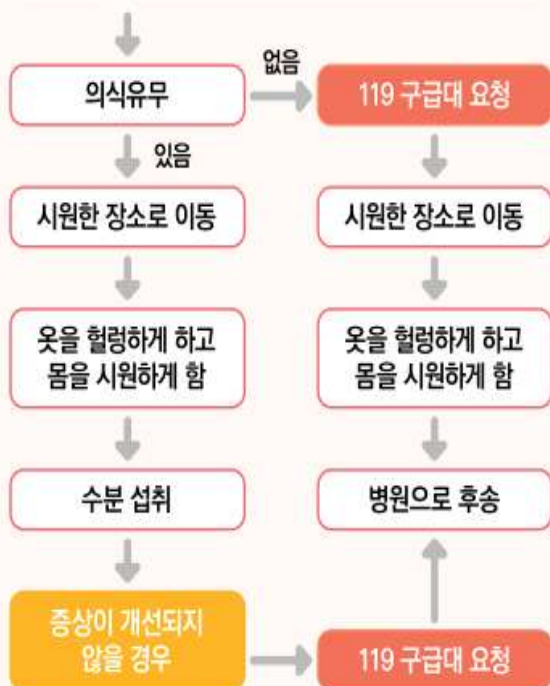 의식유무
없음
119 구급대 요청
있음
시원한 장소로 이동
시원한 장소로 이동
옷을 헐렁하게 하고
몸을 시원하게 함
옷을 헐렁하게 하고
몸을 시원하게 함
수분 섭취
병원으로 후송
증상이 개선되지
않을 경우
119 구급대 요청